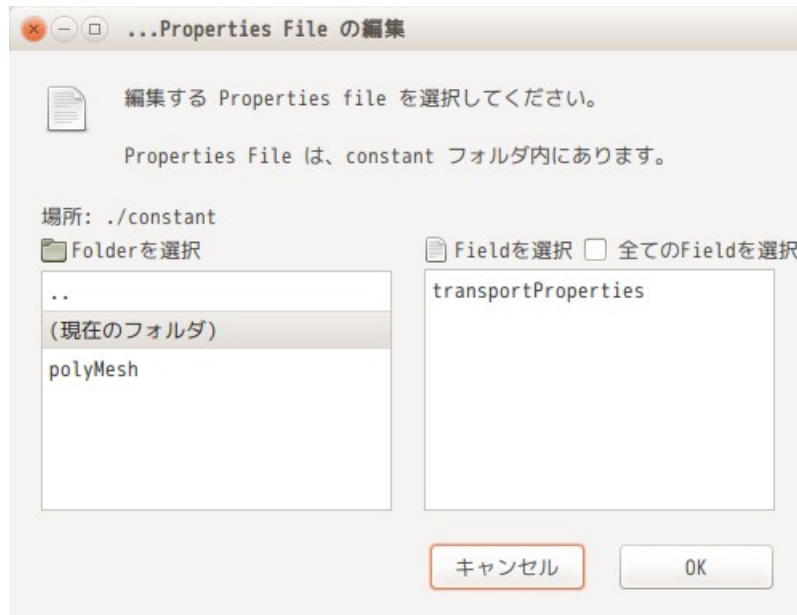 ...Properties File の編集
編集する Properties file を選択してください。
Properties File は、constant フォルダ内にあります。
場所: ./constant
Folderを選択
..
(現在のフォルダ)
polyMesh
Fieldを選択 全てのFieldを選択
transportProperties
キャンセル
OK